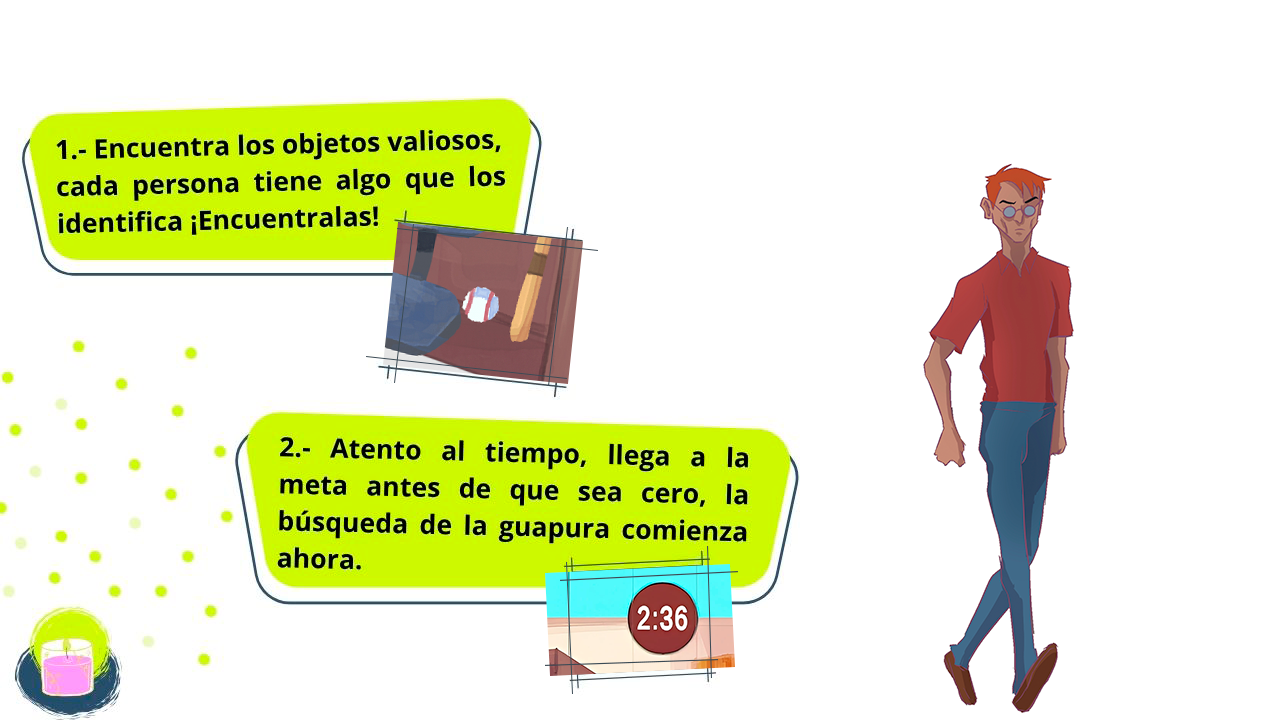 1.- Encuentra los objetos valiosos,
cada persona tiene algo que los
identifica ¡Encuentralas!
2.- Atento al tiempo, llega a la
meta antes de que sea cero, la
búsqueda de la guapura comienza
ahora.
2:36